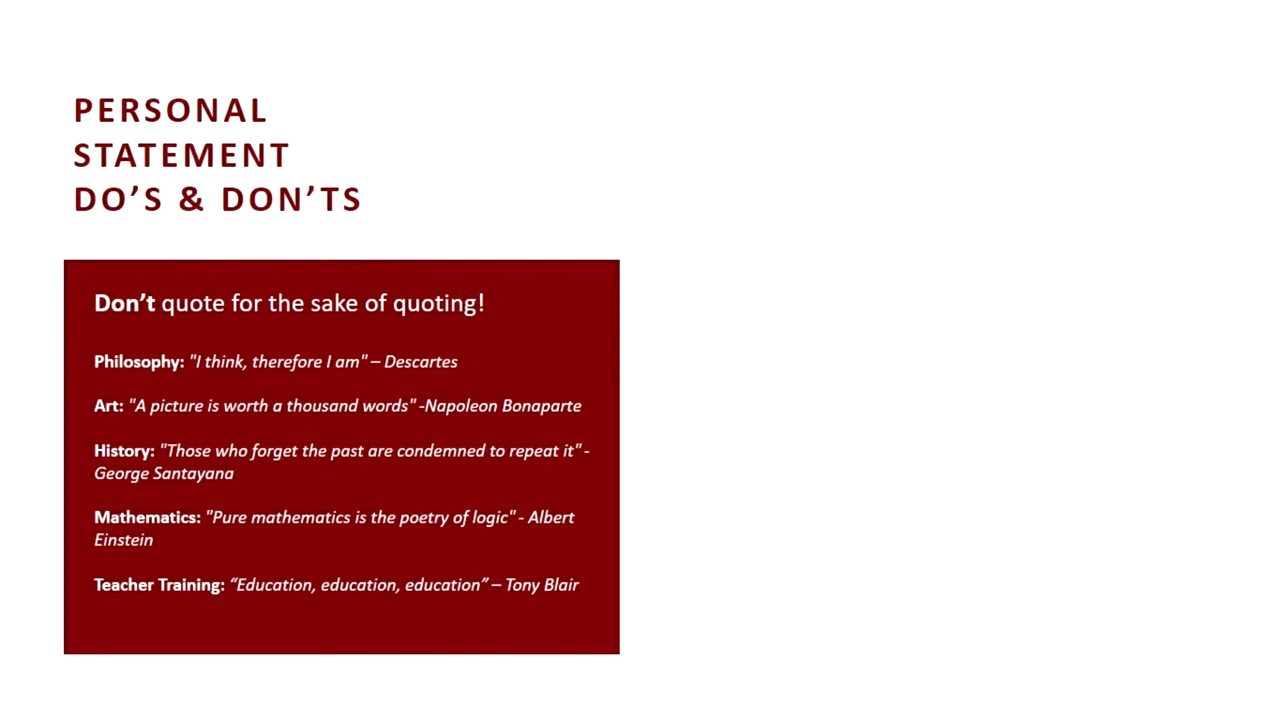 PERSONAL
STATEMENT
DO’S & DON’TS
Don’t quote for the sake of quoting!
Philosophy: "I think, therefore I am" – Descartes
Art: "A picture is worth a thousand words" -Napoleon Bonaparte
History: "Those who forget the past are condemned to repeat it" -
George Santayana
Mathematics: "Pure mathematics is the poetry of logic" - Albert
Einstein
Teacher Training: “Education, education, education” – Tony Blair